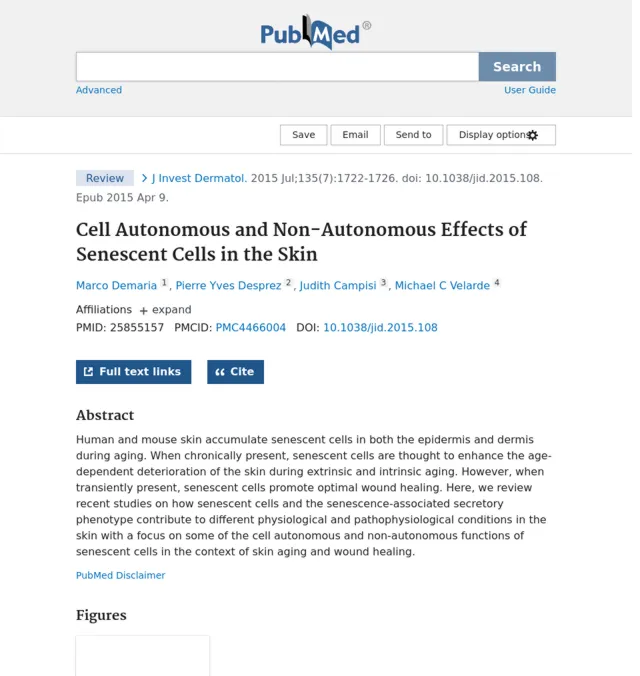 PubMed®
Search
Advanced
User Guide
Save
Email
Send to
Display options
Review
J Invest Dermatol. 2015 Jul;135(7):1722-1726. doi: 10.1038/jid.2015.108.
Epub 2015 Apr 9.
Cell Autonomous and Non-Autonomous Effects of
Senescent Cells in the Skin
Marco Demaria 1, Pierre Yves Desprez 2, Judith Campisi 3, Michael C Velarde 4
Affiliations + expand
PMID: 25855157 PMCID: PMC4466004 DOI: 10.1038/jid.2015.108
Full text links
Cite
Abstract
Human and mouse skin accumulate senescent cells in both the epidermis and dermis
during aging. When chronically present, senescent cells are thought to enhance the age-
dependent deterioration of the skin during extrinsic and intrinsic aging. However, when
transiently present, senescent cells promote optimal wound healing. Here, we review
recent studies on how senescent cells and the senescence-associated secretory
phenotype contribute to different physiological and pathophysiological conditions in the
skin with a focus on some of the cell autonomous and non-autonomous functions of
senescent cells in the context of skin aging and wound healing.
PubMed Disclaimer
Figures